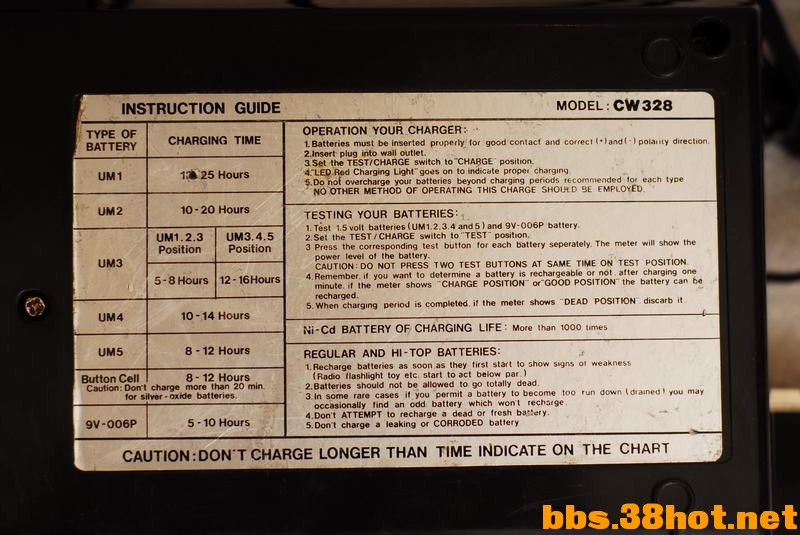 INSTRUCTION GUIDE
MODEL: CW328
TYPE OF
BATTERY
CHARGING TIME
UM1
25 Hours
UM2
10-20 Hours
UM3
UM1.2.3
Position
UM3.4.5
Position
5-8 Hours
12-16Hours
UM4
10-14 Hours
UM5
8-12 Hours
Button Cell
8-12 Hours
Caution: Don't charge more than 20 min.
for silver-oxide batteries.
9V-006P
5-10 Hours
OPERATION YOUR CHARGER:
1. Batteries must be inserted properly for good contact and correct (+) and (-) polarity direction.
2. Insert plug into wall outlet.
3. Set the TEST/CHARGE switch to "CHARGE" position.
4. "LED Red Charging Light" goes on to indicate proper charging.
5. Do not overcharge your batteries beyond charging periods recommended for each type
NO OTHER METHOD OF OPERATING THIS CHARGE SHOULD BE EMPLOYED.
TESTING YOUR BATTERIES:
1. Test 1.5 volt batteries (UM1.2.3.4 and 5) and 9V-006P battery.
2. Set the TEST/CHARGE switch to "TEST" position.
3 Press the corresponding test button for each battery seperately. The meter will show the
power level of the battery.
CAUTION: DO NOT PRESS TWO TEST BUTTONS AT SAME TIME ON TEST POSITION.
4. Remember, if you want to determine a battery is rechargeable or not, after charging one
minute, if the meter shows "CHARGE POSITION" or "GOOD POSITION" the battery can be
recharged.
5. When charging period is completed, if the meter shows "DEAD POSITION" discarb it.
Ni-Cd BATTERY OF CHARGING LIFE: More than 1000 times
REGULAR AND HI-TOP BATTERIES:
1. Recharge batteries as soon as they first start to show signs of weakness
(Radio flashlight toy etc. start to act below par.)
2. Batteries should not be allowed to go totally dead.
3. In some rare cases if you permit a battery to become too run down (drained) you may
occasionally find an odd battery which won't recharge.
4. Don't ATTEMPT to recharge a dead or fresh battery.
5. Don't charge a leaking or CORRODED battery
CAUTION: DON'T CHARGE LONGER THAN TIME INDICATE ON THE CHART
bbs.38hot.net